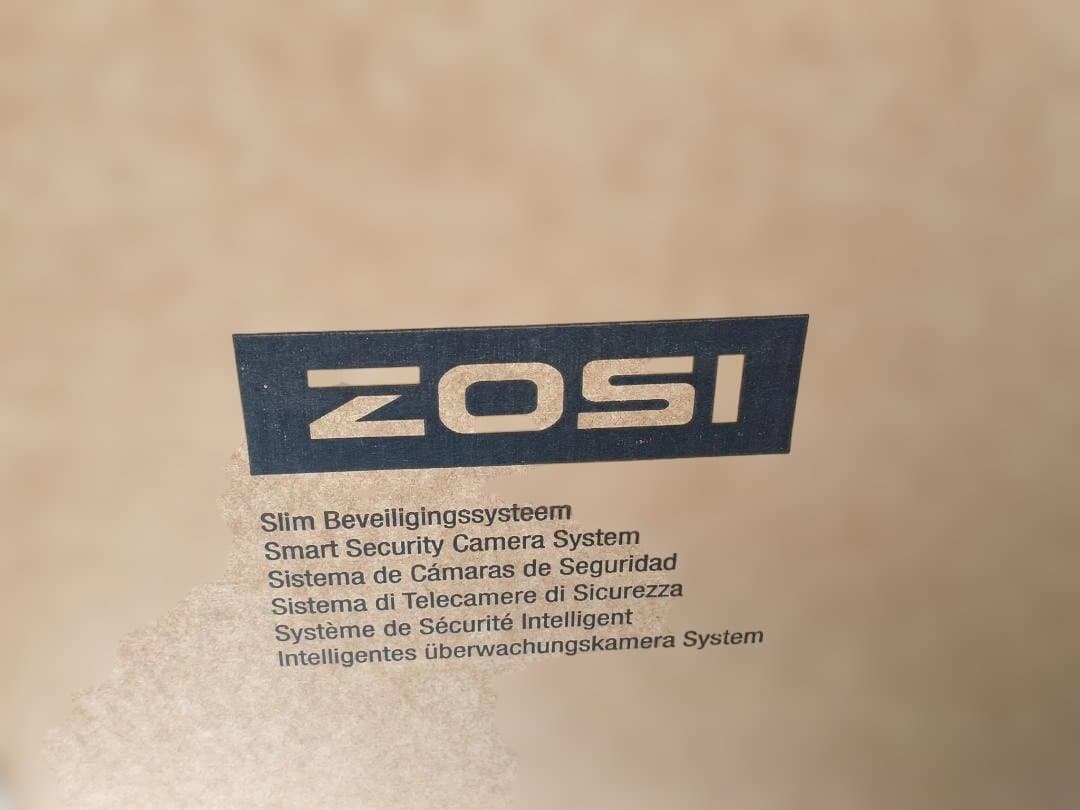 ZOSI
Slim Beveiligingssysteem
Smart Security Camera System
Sistema de Cámaras de Seguridad
Sistema di Telecamere di Sicurezza
Système de Sécurité Intelligent
Intelligentes überwachungskamera System